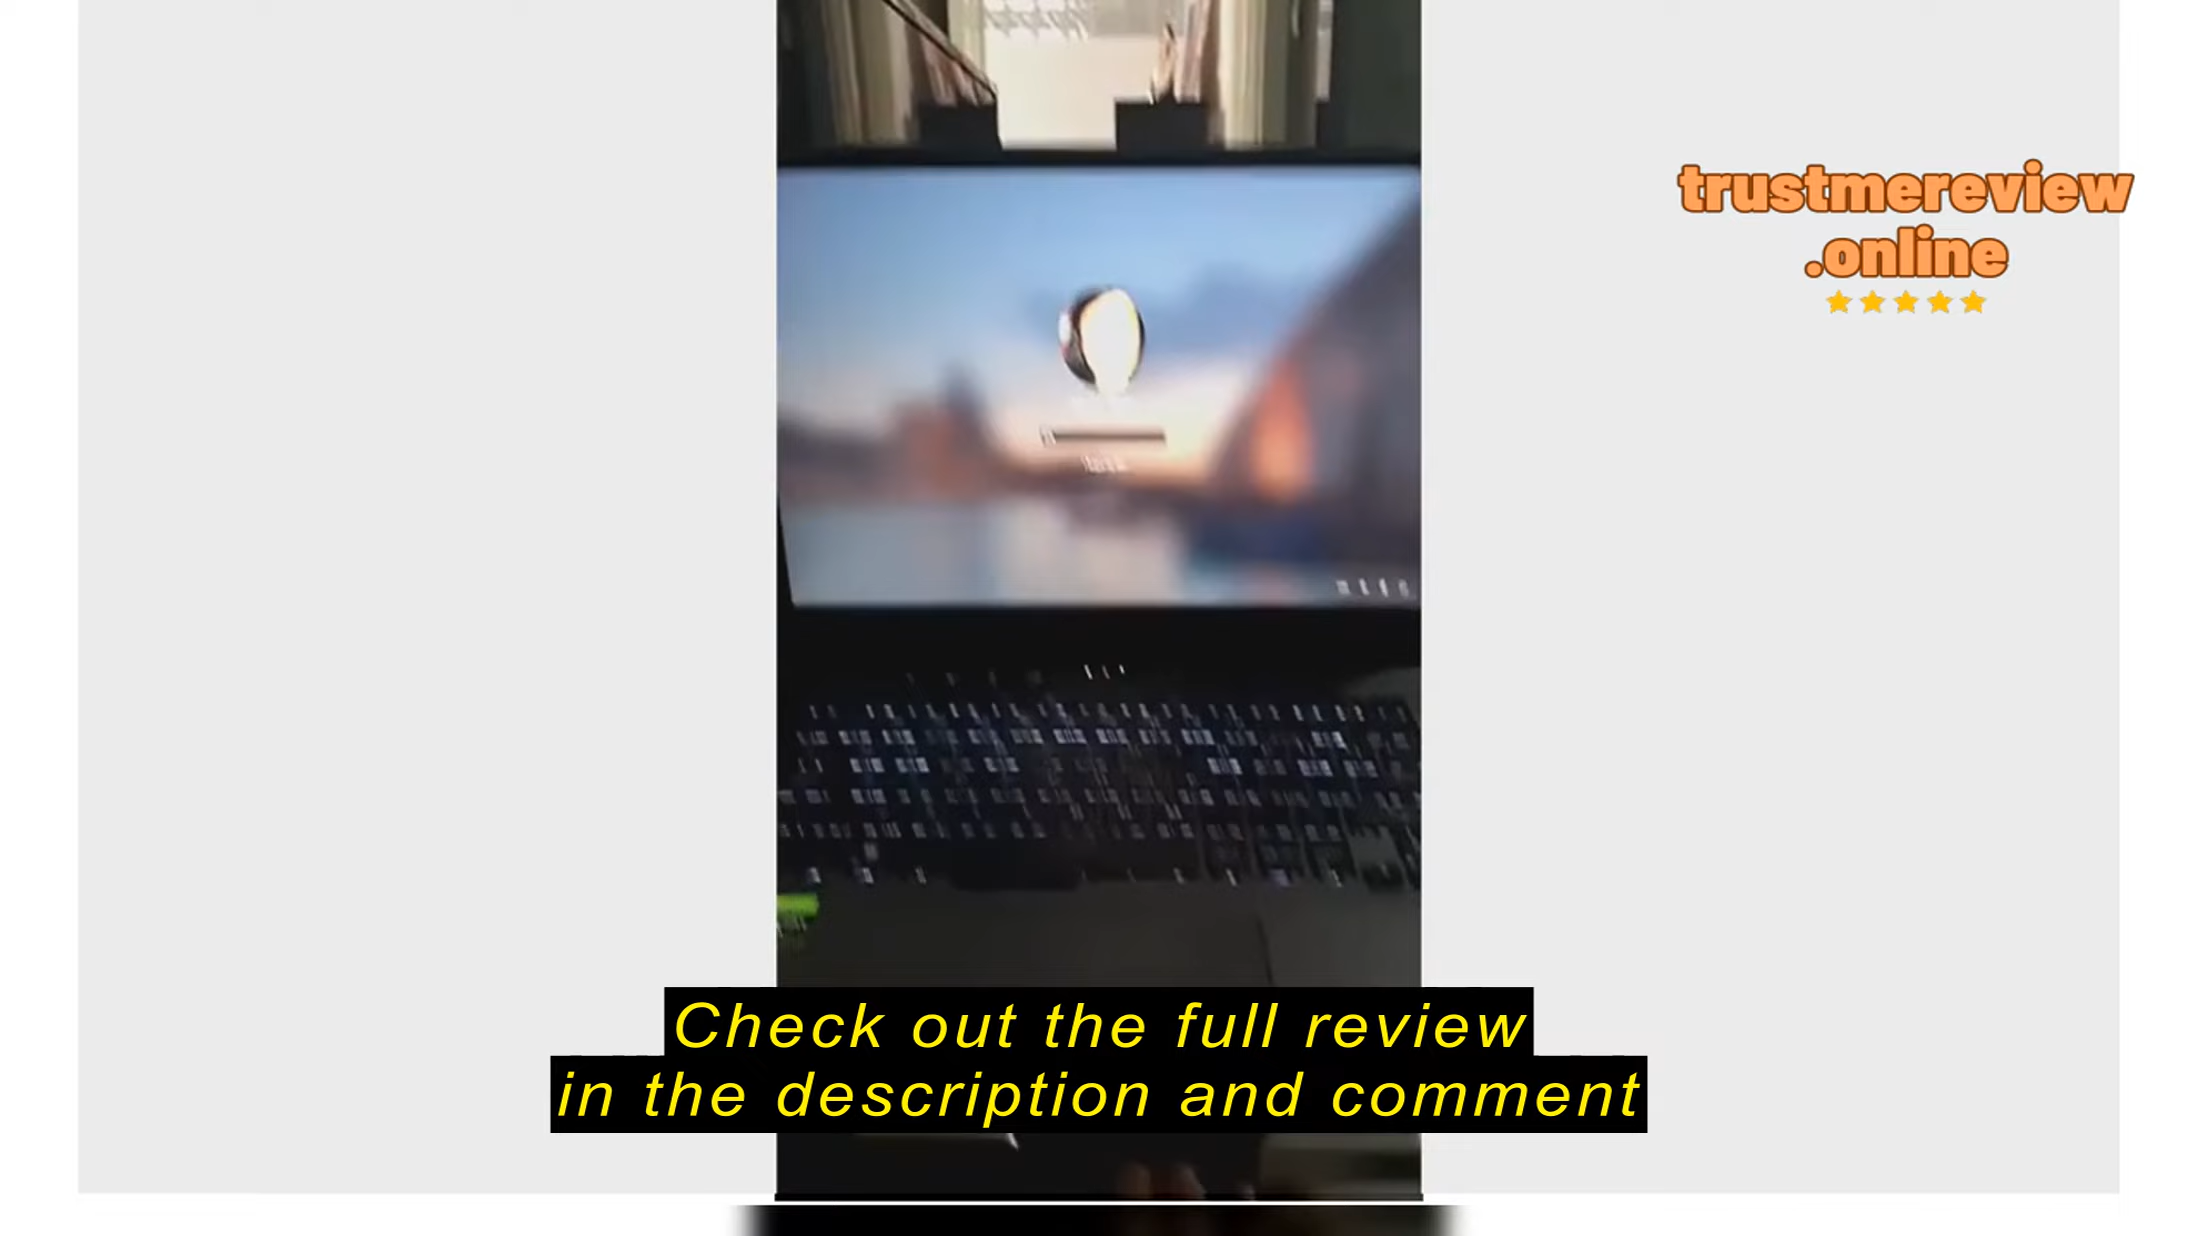 trustmereview
.online
Check out the full review
in the description and comment